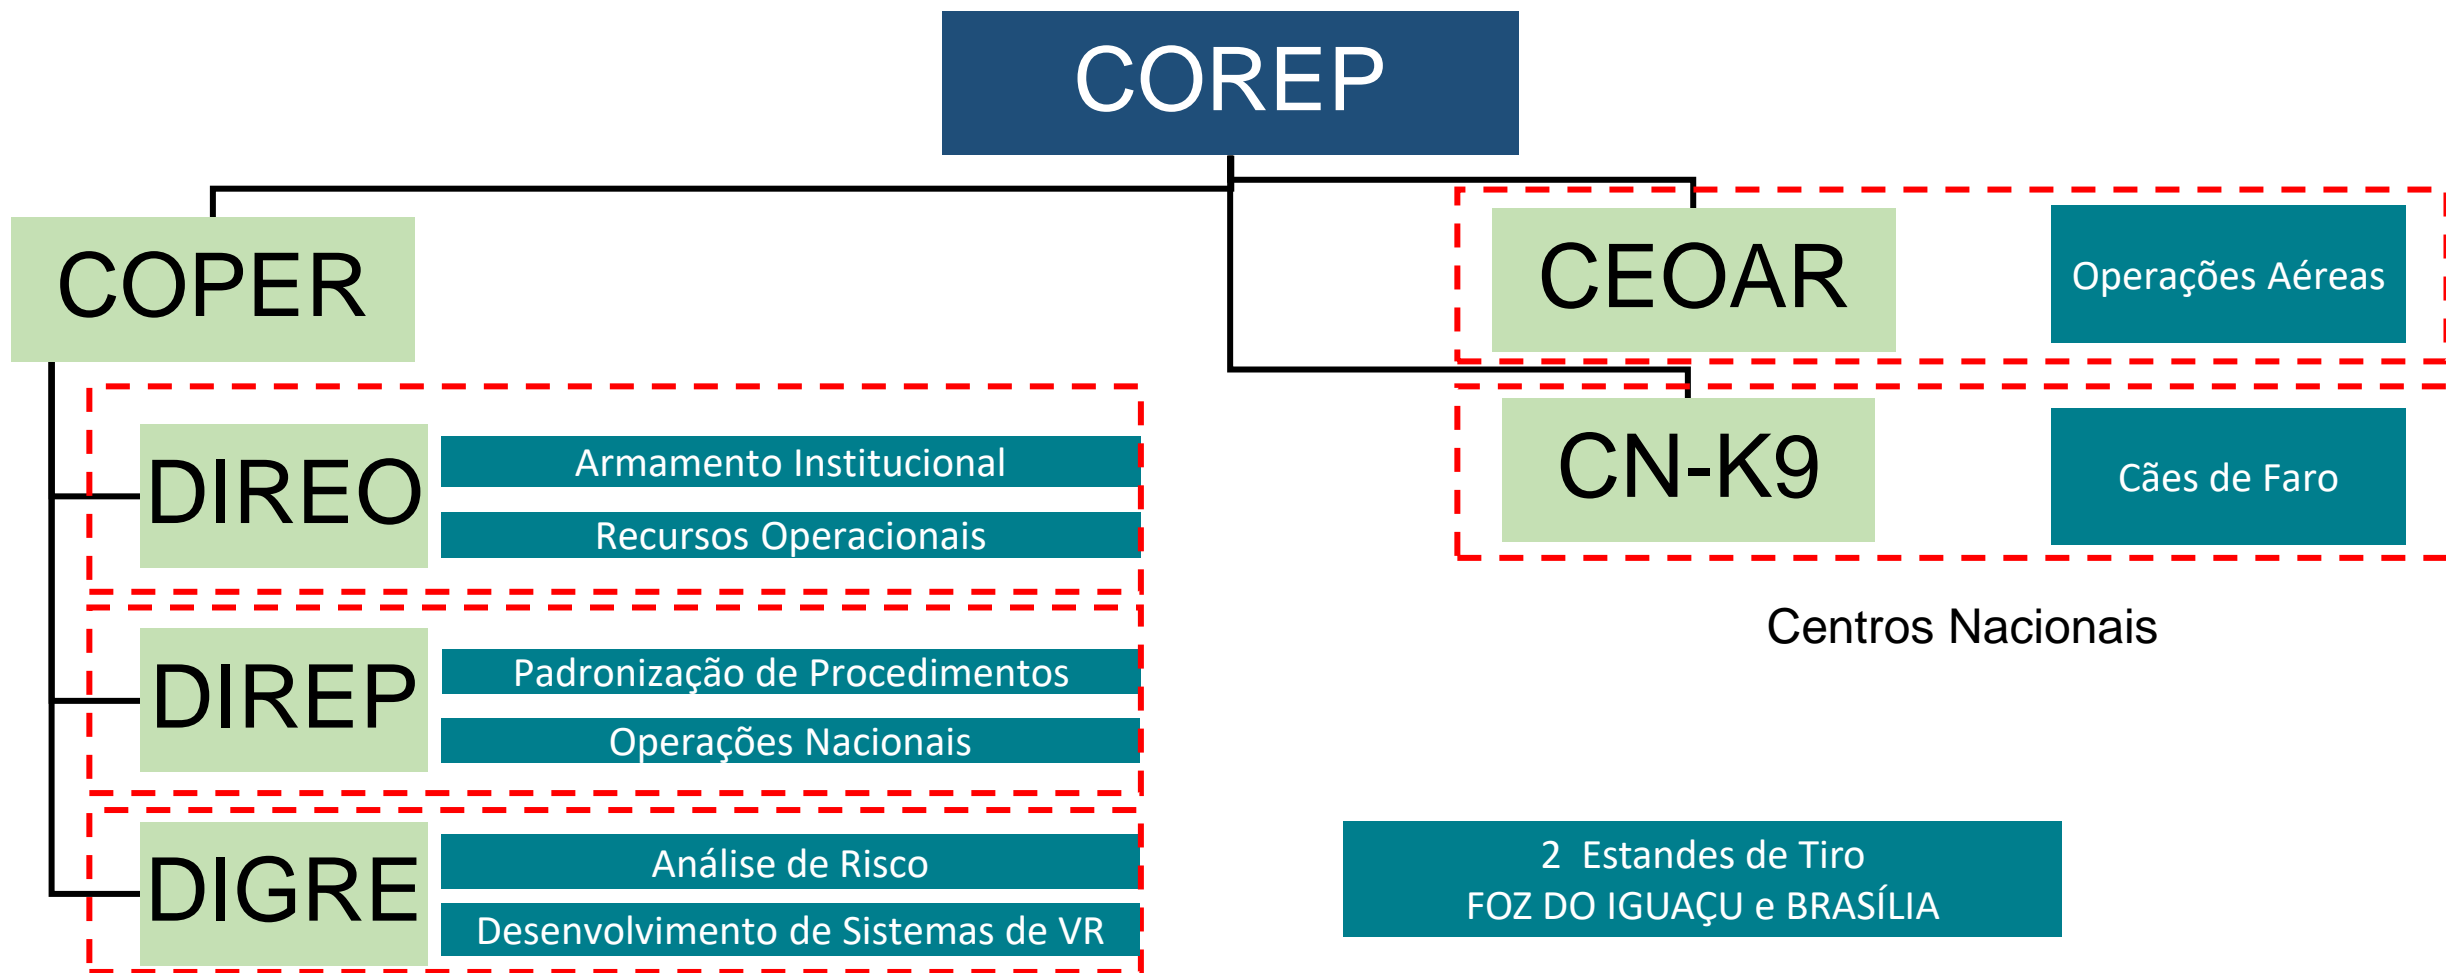 COREP
COPER
DIREO
Armamento Institucional
Recursos Operacionais
DIREP
Padronização de Procedimentos
Operações Nacionais
DIGRE
Análise de Risco
Desenvolvimento de Sistemas de VR
CEOAR
Operações Aéreas
CN-K9
Cães de Faro
Centros Nacionais
2 Estandes de Tiro
FOZ DO IGUAÇU e BRASÍLIA